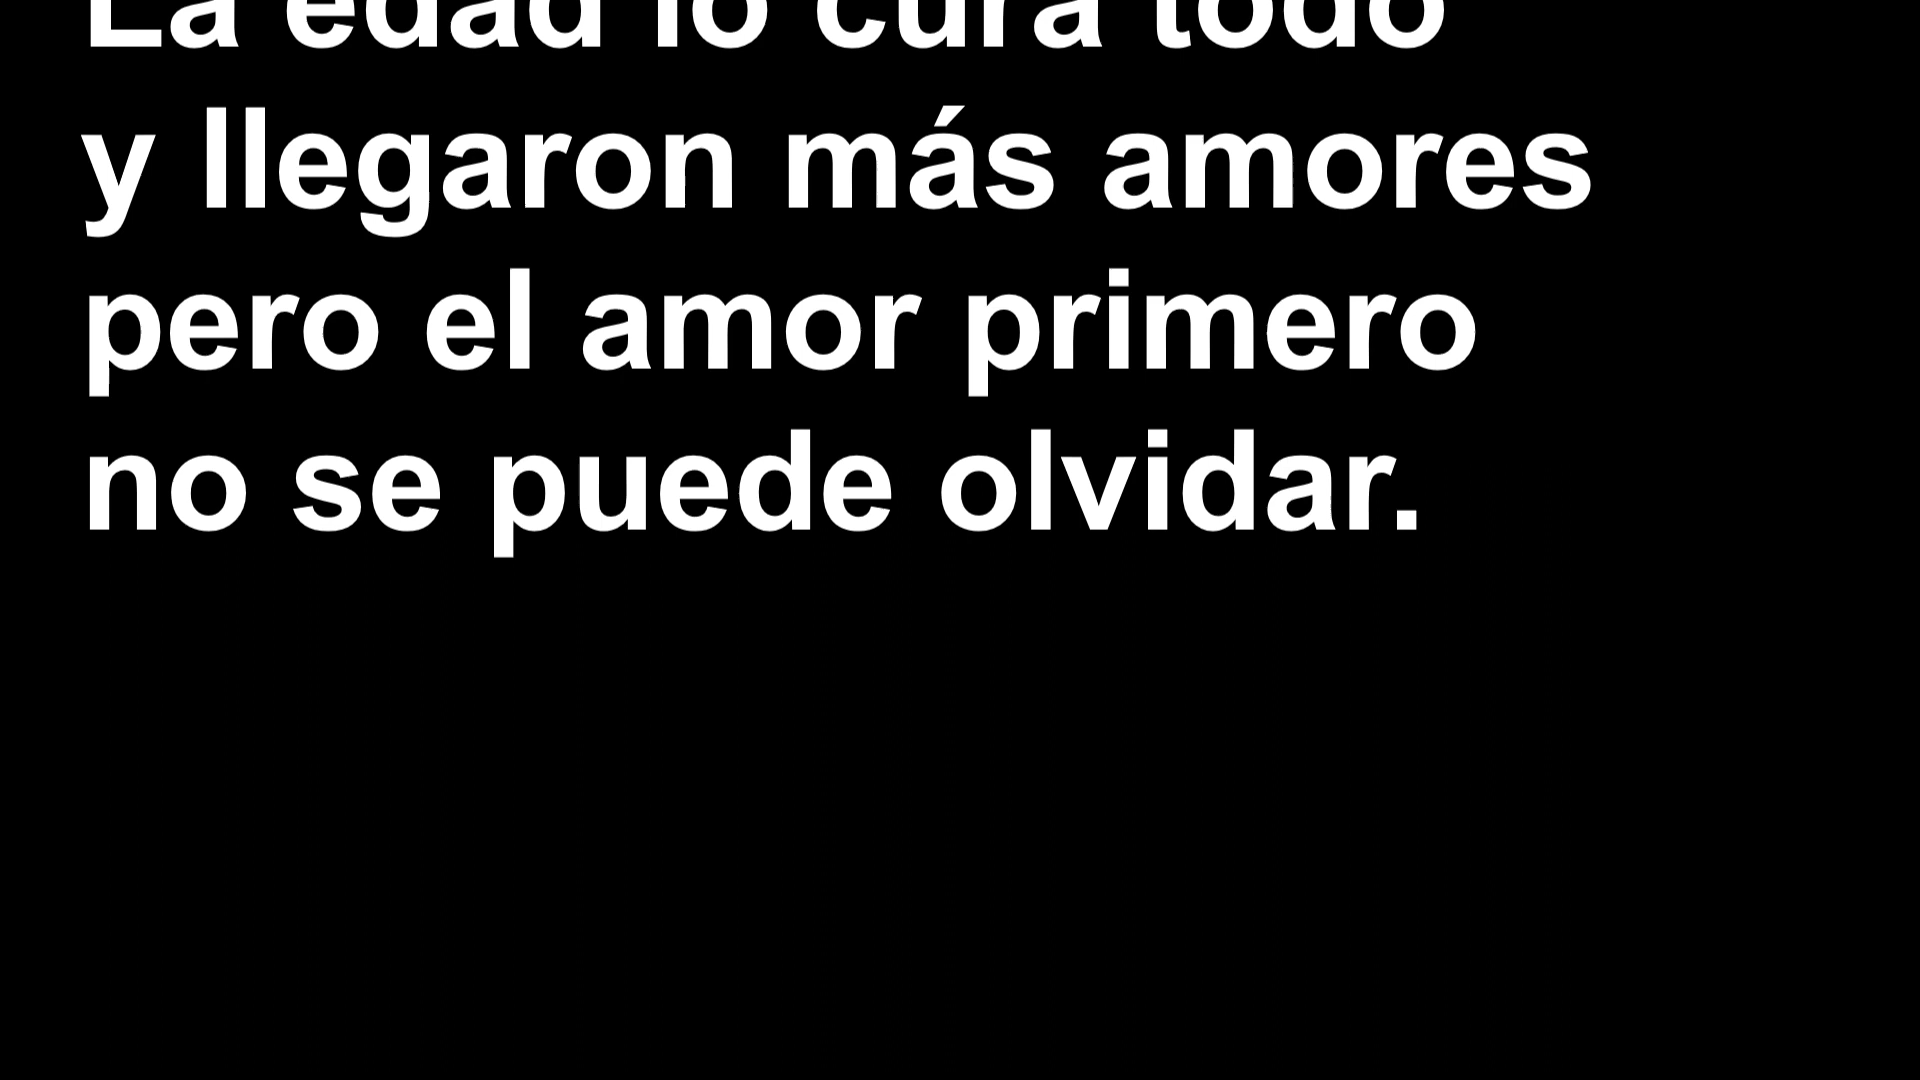 La edad lo cura todo
y llegaron más amores
pero el amor primero
no se puede olvidar.